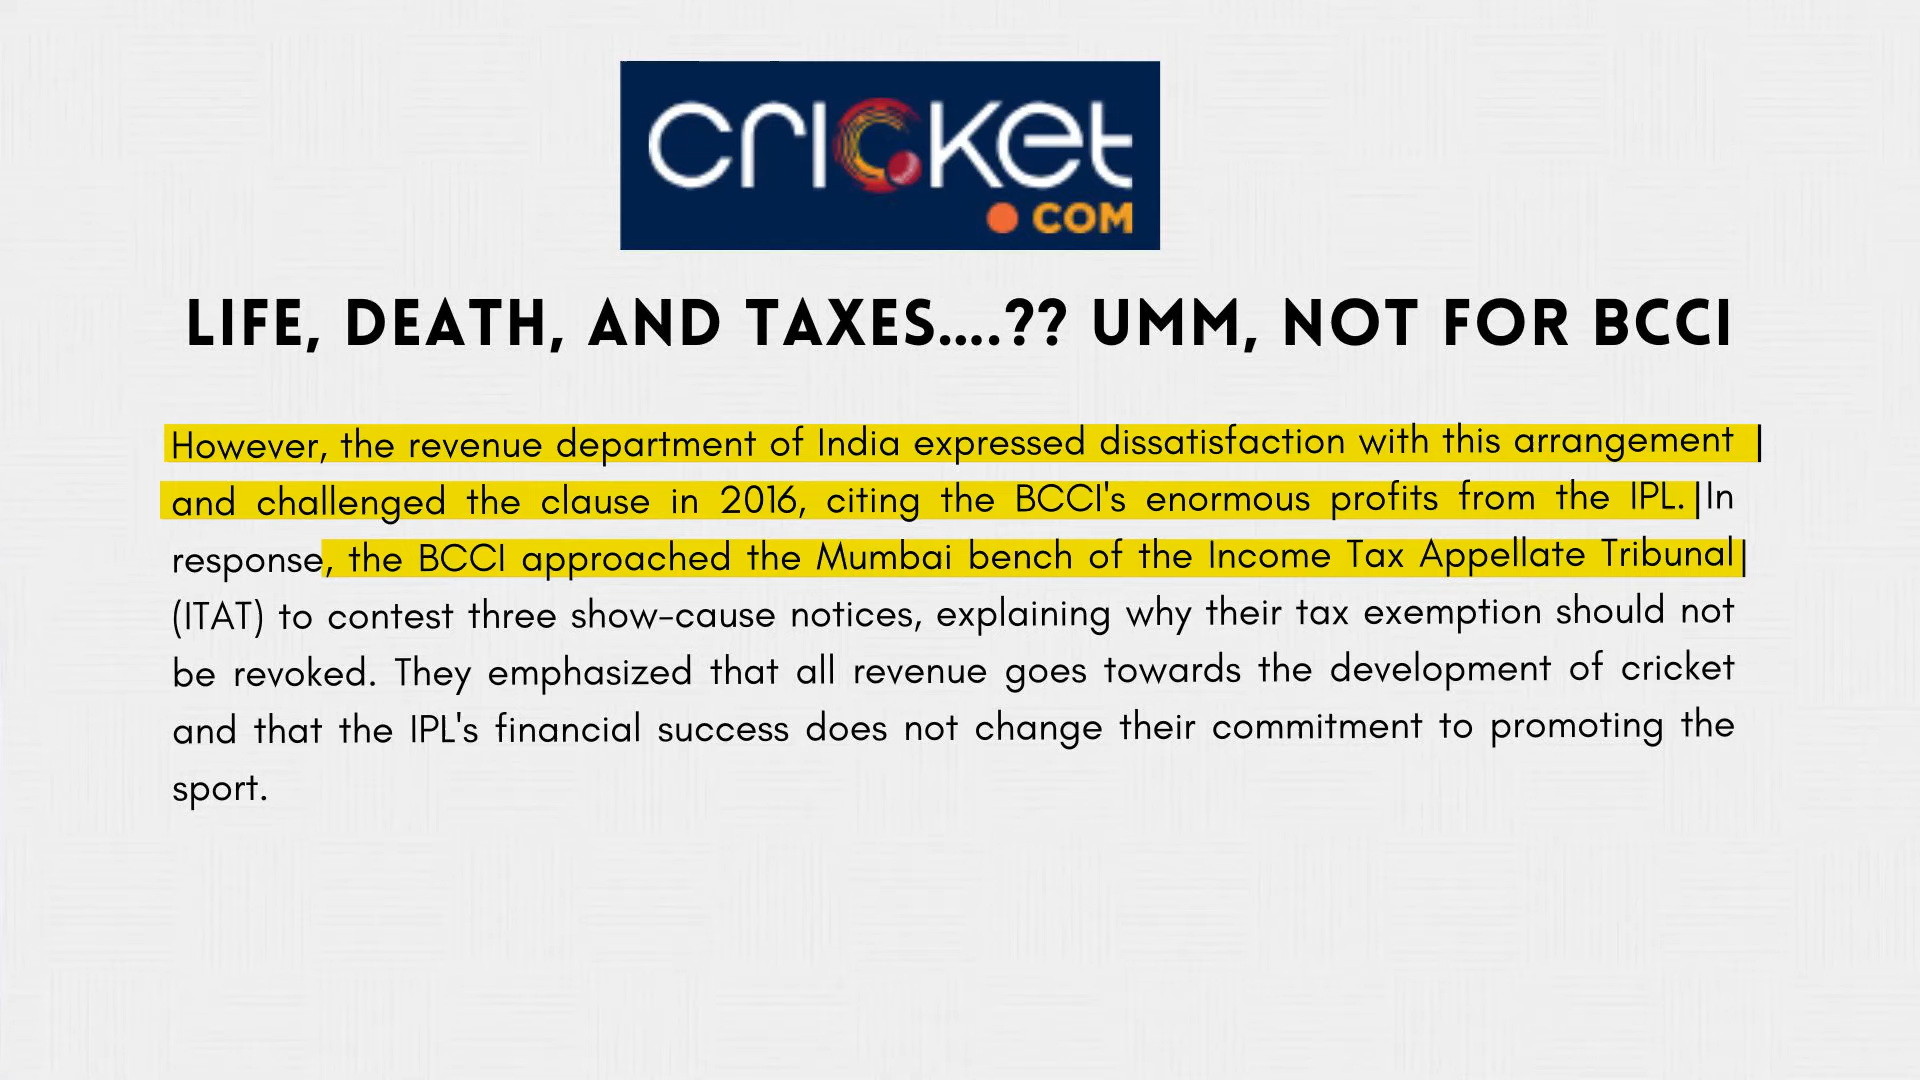 cricket
.COM
LIFE, DEATH, AND TAXES....?? UMM, NOT FOR BCCI
However, the revenue department of India expressed dissatisfaction with this arrangement
and challenged the clause in 2016, citing the BCCI's enormous profits from the IPL. In
response, the BCCI approached the Mumbai bench of the Income Tax Appellate Tribunal
(ITAT) to contest three show-cause notices, explaining why their tax exemption should not
be revoked. They emphasized that all revenue goes towards the development of cricket
and that the IPL's financial success does not change their commitment to promoting the
sport.